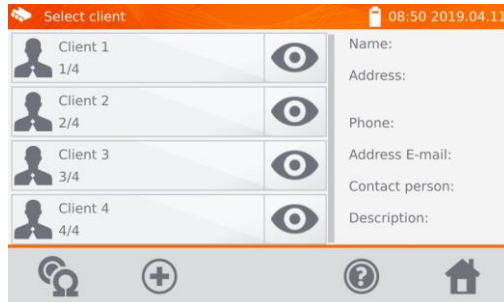 Select client
08:50 2019.04.11
Client 1
1/4
Client 2
2/4
Client 3
3/4
Client 4
4/4
Name:
Address:
Phone:
Address E-mail:
Contact person:
Description: